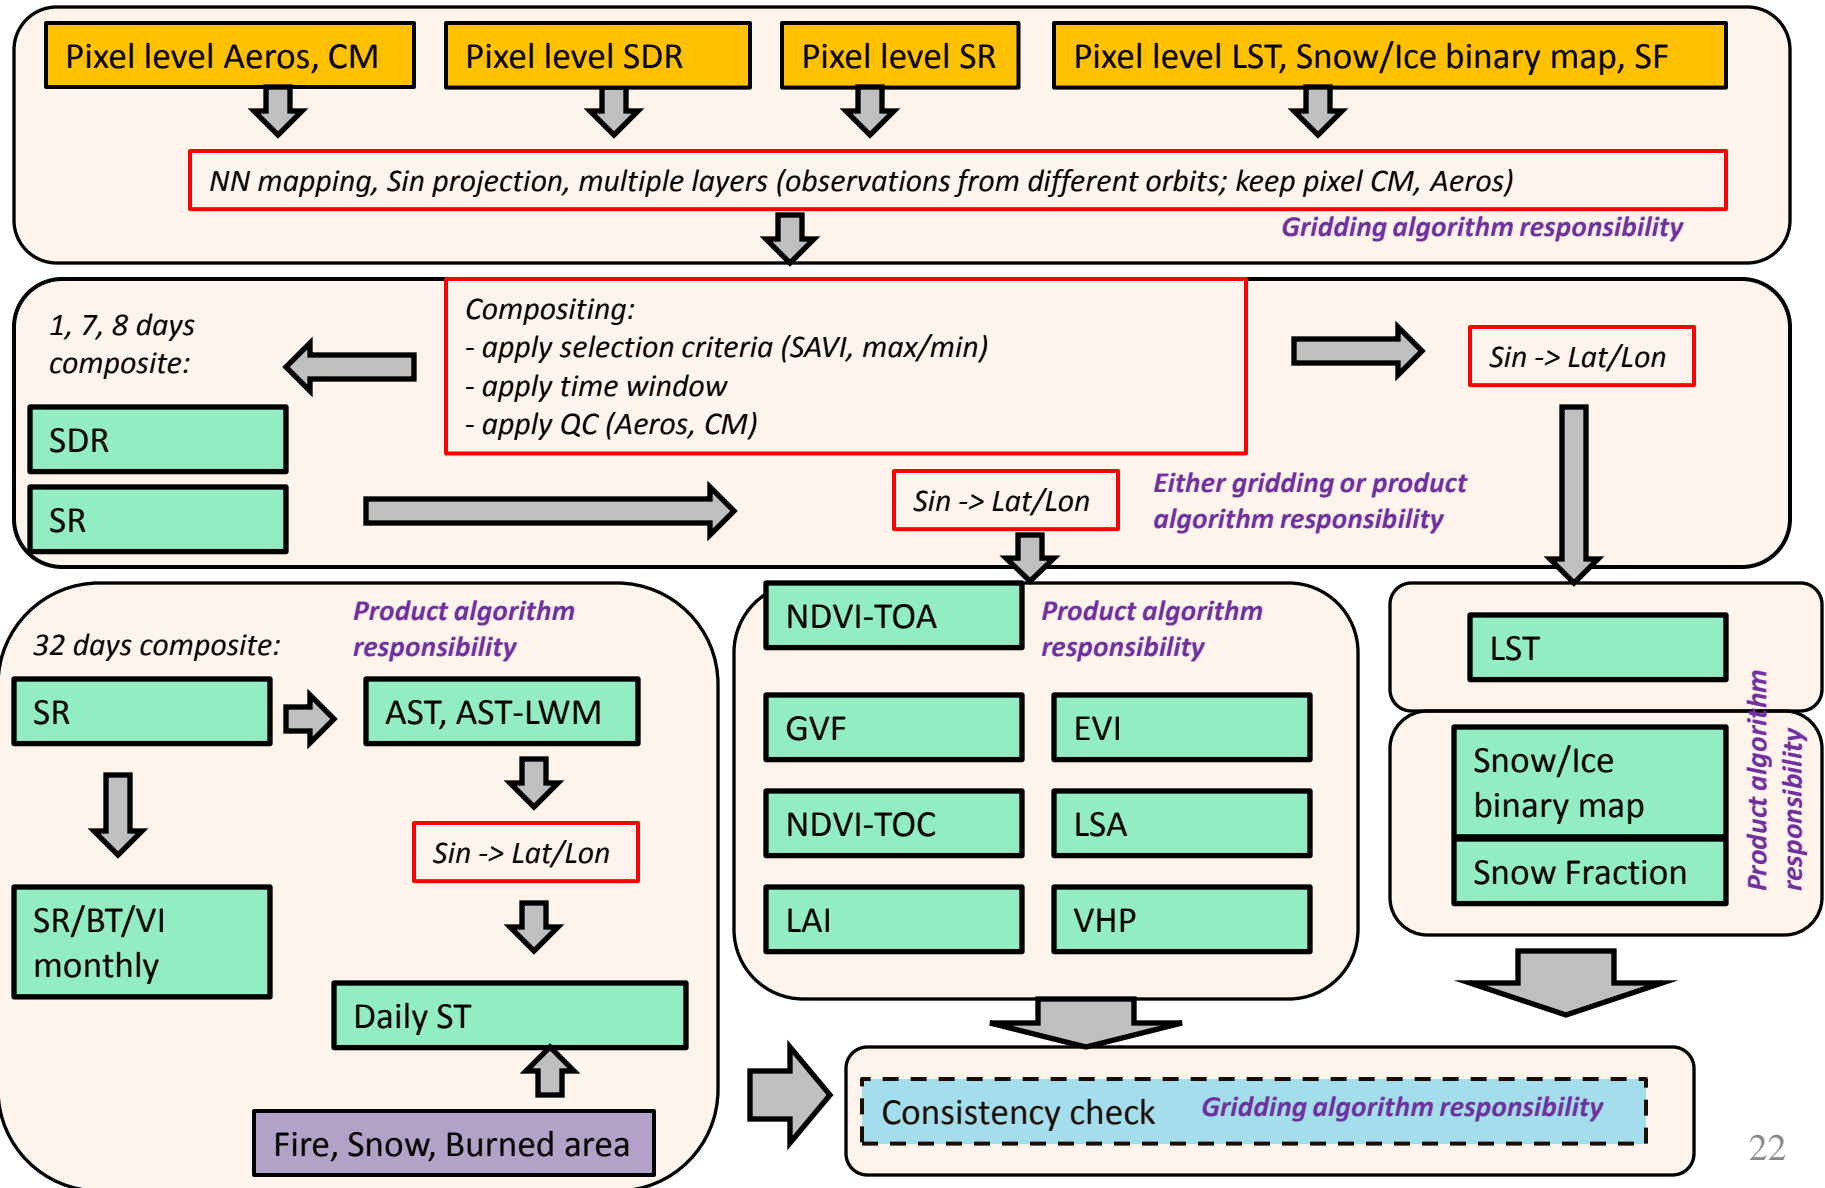 Pixel level Aeros, CM
Pixel level SDR
Pixel level SR
Pixel level LST, Snow/Ice binary map, SF
NN mapping, Sin projection, multiple layers (observations from different orbits; keep pixel CM, Aeros)
Gridding algorithm responsibility
1, 7, 8 days
composite:
Compositing:
- apply selection criteria (SAVI, max/min)
- apply time window
- apply QC (Aeros, CM)
Sin -> Lat/Lon
SDR
SR
Sin -> Lat/Lon
Either gridding or product
algorithm responsibility
32 days composite:
Product algorithm
responsibility
SR
AST, AST-LWM
Sin -> Lat/Lon
SR/BT/VI
monthly
Daily ST
Fire, Snow, Burned area
NDVI-TOA
Product algorithm
responsibility
GVF
EVI
NDVI-TOC
LSA
LAI
VHP
LST
Snow/Ice
binary map
Snow Fraction
Product algorithm
responsibility
Consistency check
Gridding algorithm responsibility
22